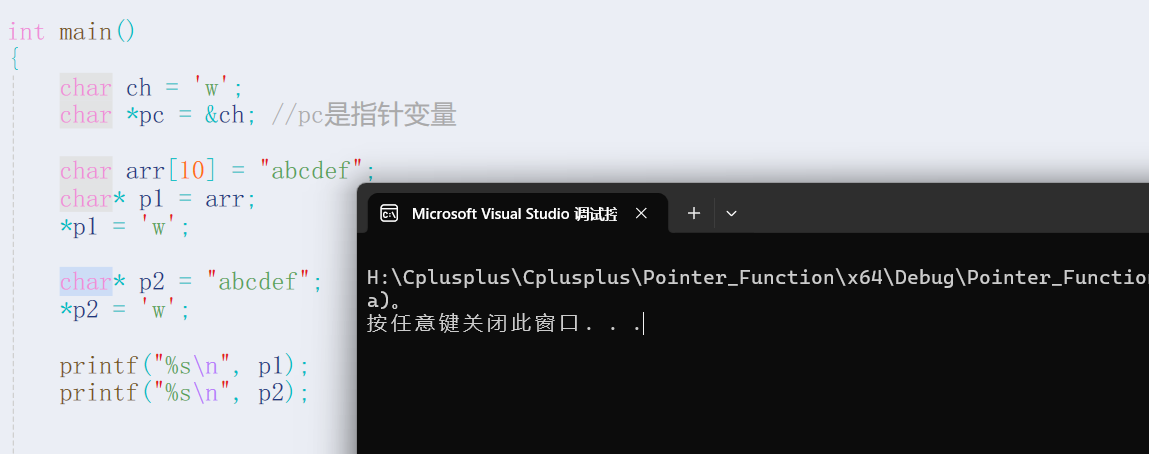 int main()
{
char ch = 'w';
char *pc = &ch; //pc是指针变量
char arr[10] = "abcdef";
char* p1 = arr;
*p1 = 'w';
char* p2 = "abcdef";
*p2 = 'w';
printf("%s\n", p1);
printf("%s\n", p2);
Microsoft Visual Studio 调试控
H:\Cplusplus\Cplusplus\Pointer_Function\x64\Debug\Pointer_Functio
a)。
按任意键关闭此窗口. . .